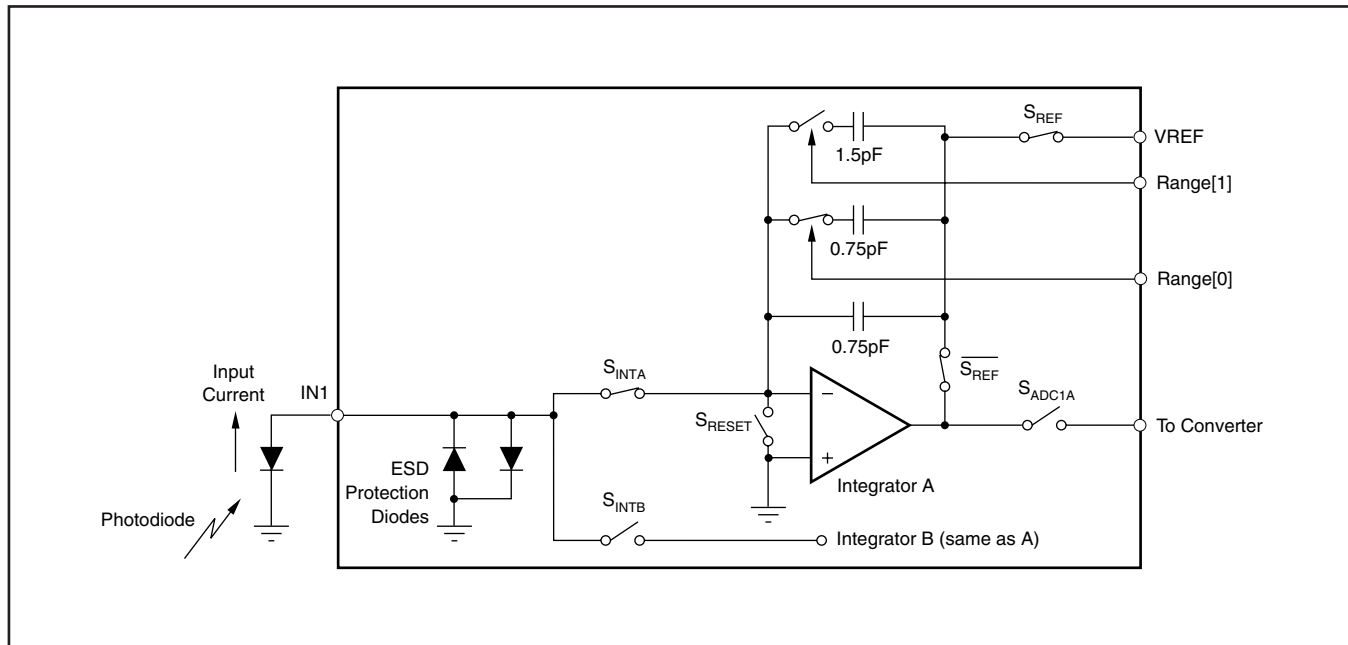 S_REF
VREF
1.5pF
Range[1]
0.75pF
Range[0]
0.75pF
S_REF
Input
Current
IN1
S_INTA
S_ADC1A
S_RESET
−
+
To Converter
ESD
Protection
Diodes
Integrator A
Photodiode
S_INTB
Integrator B (same as A)